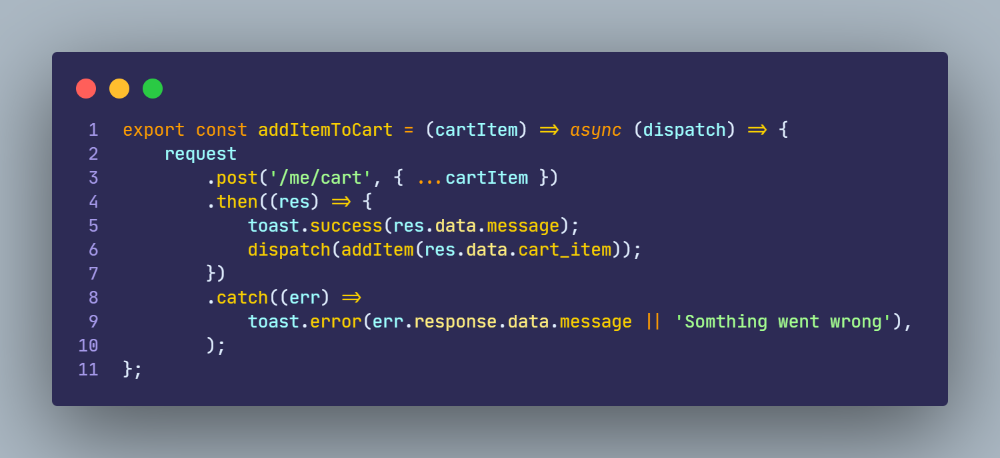 1 export const addItemToCart = (cartItem) => async (dispatch) => {
2     request
3         .post('/me/cart', { ...cartItem })
4         .then((res) => {
5             toast.success(res.data.message);
6             dispatch(addItem(res.data.cart_item));
7         })
8         .catch((err) =>
9             toast.error(err.response.data.message || 'Somthing went wrong'),
10         );
11 };